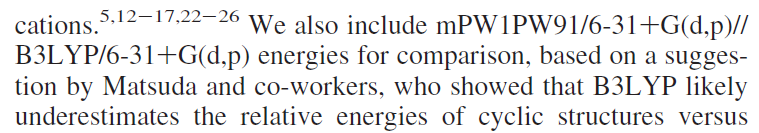 cations.5,12−17,22−26 We also include mPW1PW91/6-31+G(d,p)//
B3LYP/6-31+G(d,p) energies for comparison, based on a sugges-
tion by Matsuda and co-workers, who showed that B3LYP likely
underestimates the relative energies of cyclic structures versus